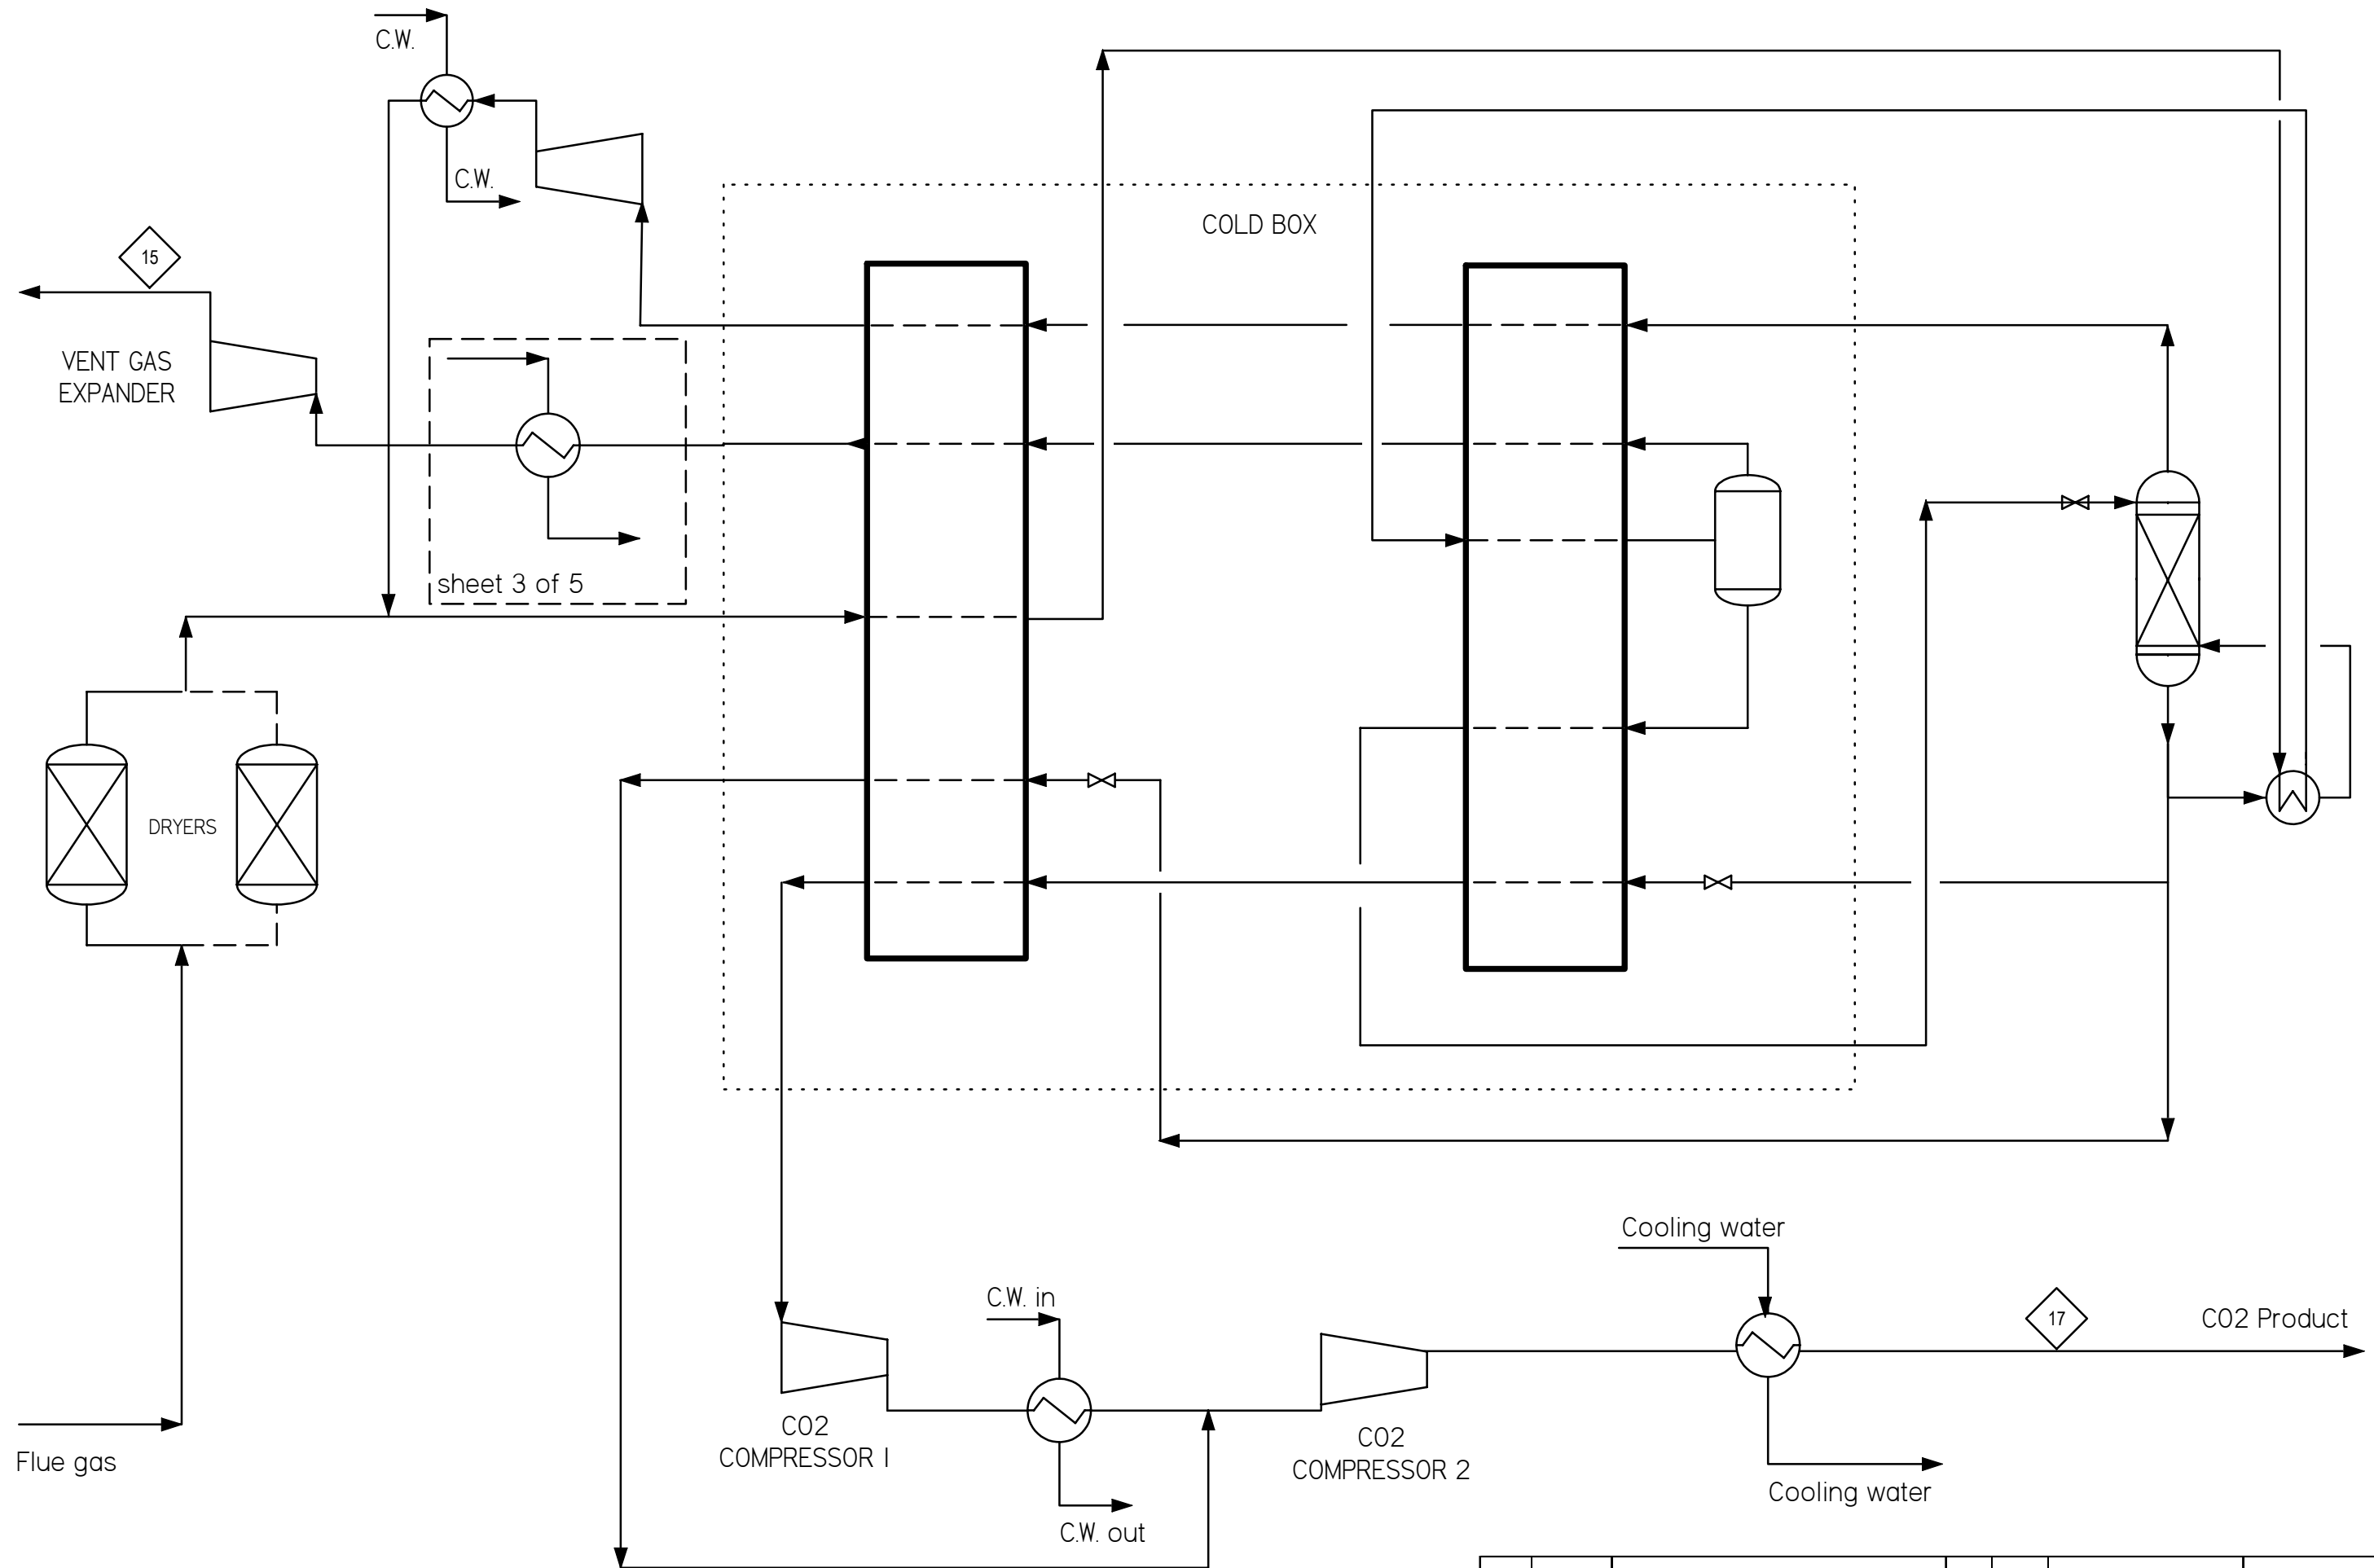 C.W.
C.W.
COLD BOX
15
VENT GAS
EXPANDER
sheet 3 of 5
DRYERS
Cooling water
C.W. in
17
CO2 Product
CO2
COMPRESSOR 1
CO2
COMPRESSOR 2
Flue gas
Cooling water
C.W. out